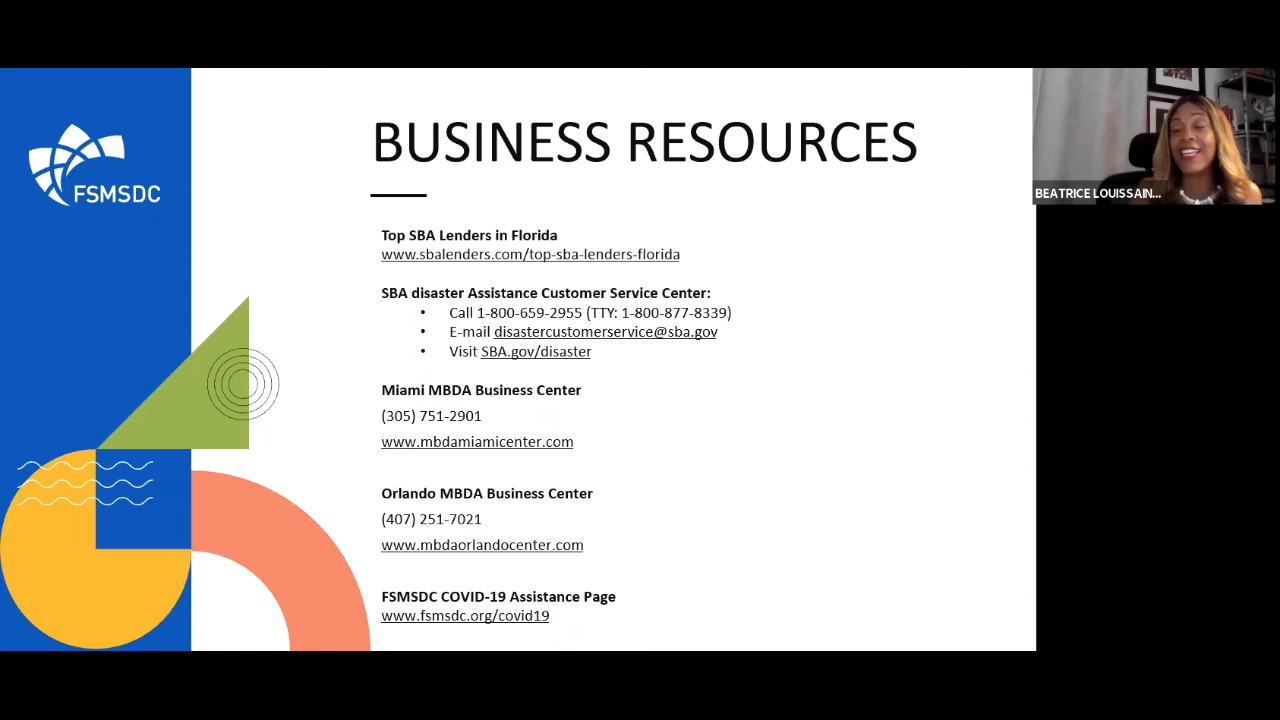 FSMSDC
BUSINESS RESOURCES
BEATRICE LOUISSAIN...
Top SBA Lenders in Florida
www.sbalenders.com/top-sba-lenders-florida
SBA disaster Assistance Customer Service Center:
• Call 1-800-659-2955 (TTY: 1-800-877-8339)
• E-mail disastercustomerservice@sba.gov
• Visit SBA.gov/disaster
Miami MBDA Business Center
(305) 751-2901
www.mbdamiamicenter.com
Orlando MBDA Business Center
(407) 251-7021
www.mbdaorlandocenter.com
FSMSDC COVID-19 Assistance Page
www.fsmsdc.org/covid19